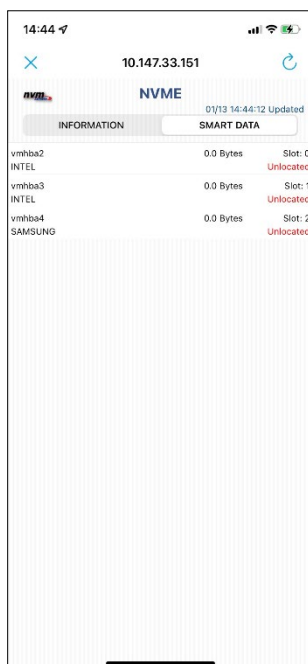 14:44
10.147.33.151
nvm
NVME
01/13 14:44:12 Updated
INFORMATION SMART DATA
vmhba2 0.0 Bytes Slot: 0
INTEL Unlocated
vmhba3 0.0 Bytes Slot: 1
INTEL Unlocated
vmhba4 0.0 Bytes Slot: 2
SAMSUNG Unlocated